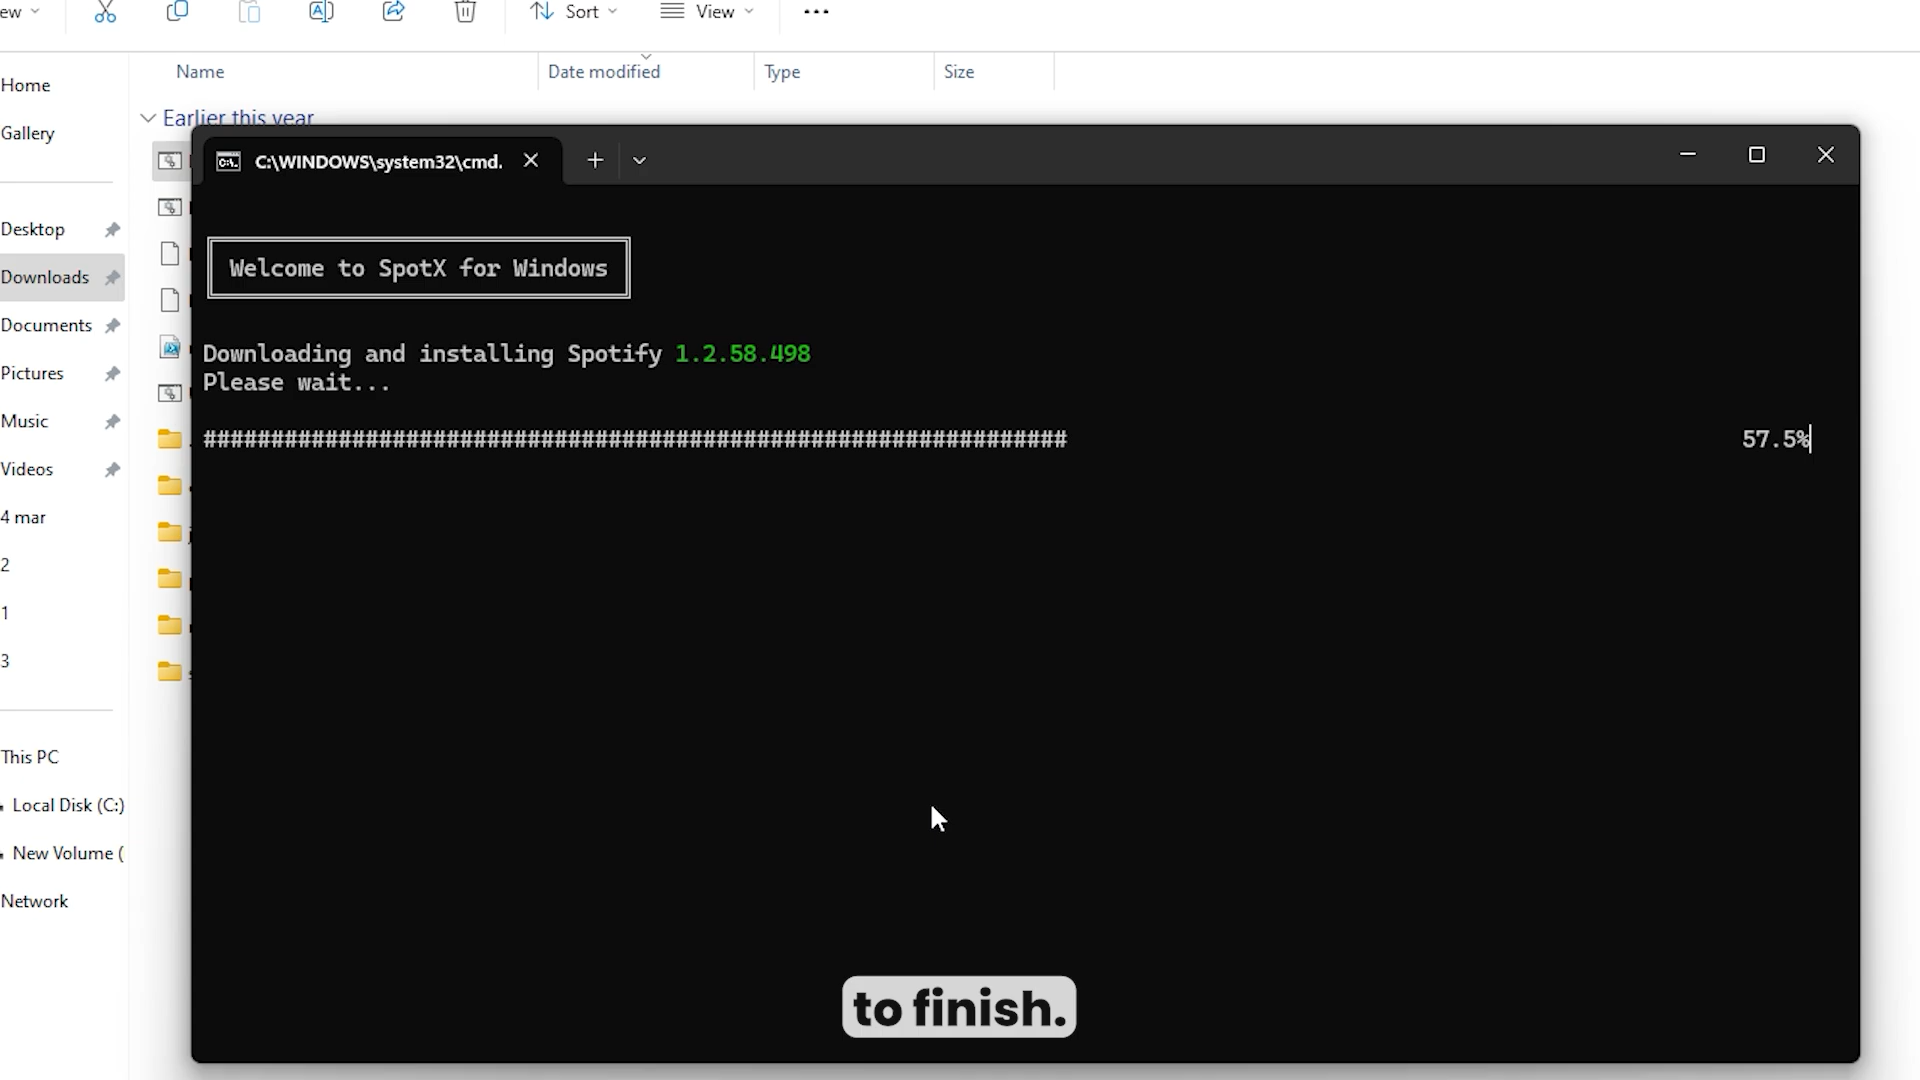 ew
Sort
View
Name
Date modified
Type
Size
Home
Gallery
Desktop
Downloads
Documents
Pictures
Music
Videos
4 mar
2
1
3
This PC
Local Disk (C:)
New Volume (
Network
Earlier this year
C:\WINDOWS\system32\cmd.
Welcome to SpotX for Windows
Downloading and installing Spotify 1.2.58.498
Please wait...
################################################################ 57.5%
to finish.